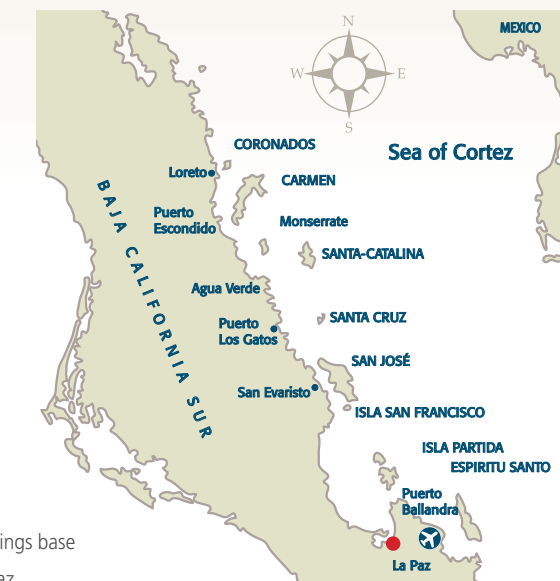 MEXICO
N
W
E
S
CORONADOS
Sea of Cortez
Loreto
CARMEN
Puerto
Escondido
Monserrate
BAJA CALIFORNIA SUR
SANTA-CATALINA
Agua Verde
SANTA CRUZ
Puerto
Los Gatos
SAN JOSÉ
San Evaristo
ISLA SAN FRANCISCO
ISLA PARTIDA
ESPIRITU SANTO
Puerto
Ballandra
ings base
La Paz
az